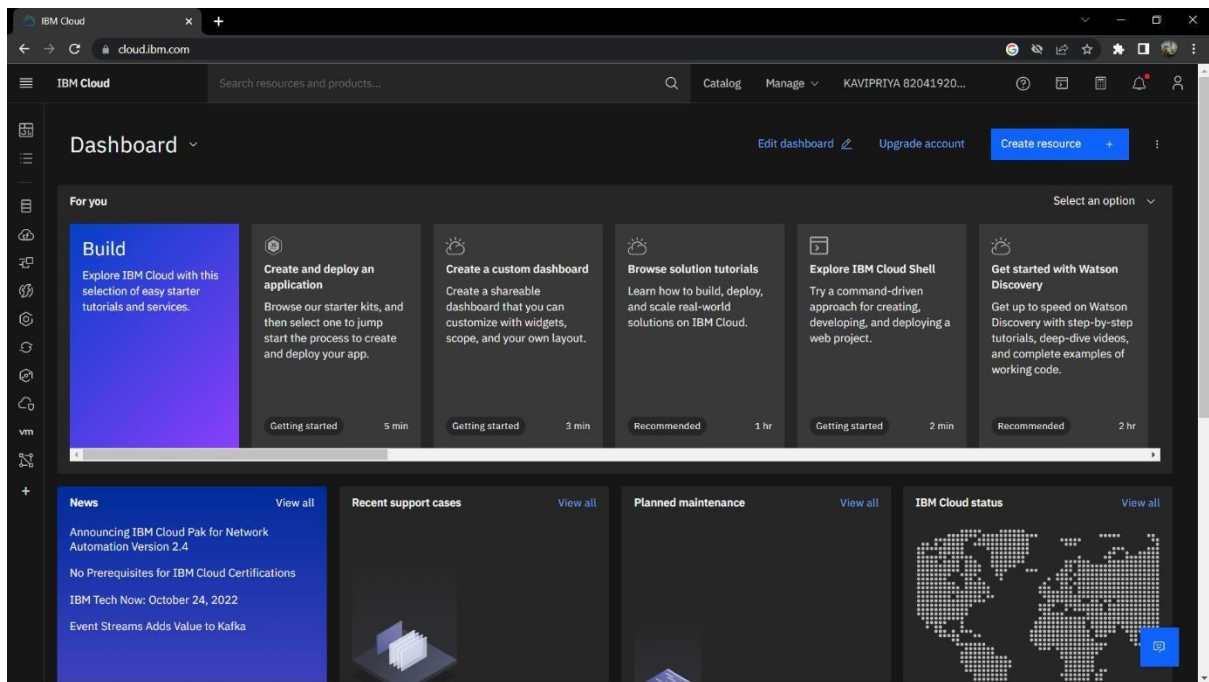 IBM Cloud
cloud.ibm.com
IBM Cloud
Search resources and products...
Catalog
Manage
KAVIPRIYA 82041920...
Dashboard
Edit dashboard
Upgrade account
Create resource +
For you
Select an option
Build
Explore IBM Cloud with this
selection of easy starter
tutorials and services.
Create and deploy an
application
Browse our starter kits, and
then select one to jump
start the process to create
and deploy your app.
Getting started
5 min
Create a custom dashboard
Create a shareable
dashboard that you can
customize with widgets,
scope, and your own layout.
Getting started
3 min
Browse solution tutorials
Learn how to build, deploy,
and scale real-world
solutions on IBM Cloud.
Recommended
1 hr
Explore IBM Cloud Shell
Try a command-driven
approach for creating,
developing, and deploying a
web project.
Getting started
2 min
Get started with Watson
Discovery
Get up to speed on Watson
Discovery with step-by-step
tutorials, deep-dive videos,
and complete examples of
working code.
Recommended
2 hr
vm
News
View all
Announcing IBM Cloud Pak for Network
Automation Version 2.4
No Prerequisites for IBM Cloud Certifications
IBM Tech Now: October 24, 2022
Event Streams Adds Value to Kafka
Recent support cases
View all
Planned maintenance
View all
IBM Cloud status
View all